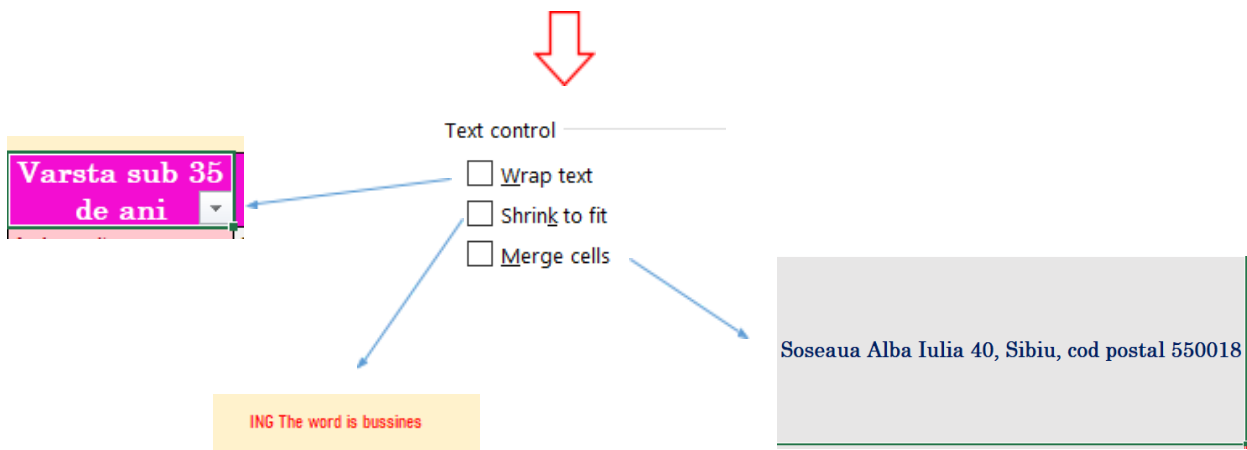 Text control
Wrap text
Shrink to fit
Merge cells
Varsta sub 35
de ani
ING The word is bussines
Soseaua Alba Iulia 40, Sibiu, cod postal 550018